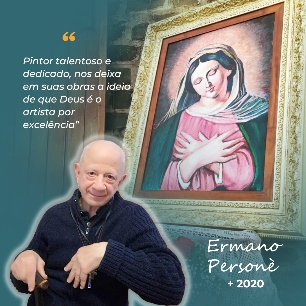 “
Pintor talentoso e
dedicado, nos deixa
em suas obras a ideia
de que Deus é o
artista por
excelência”
Ermano
Personè
+ 2020